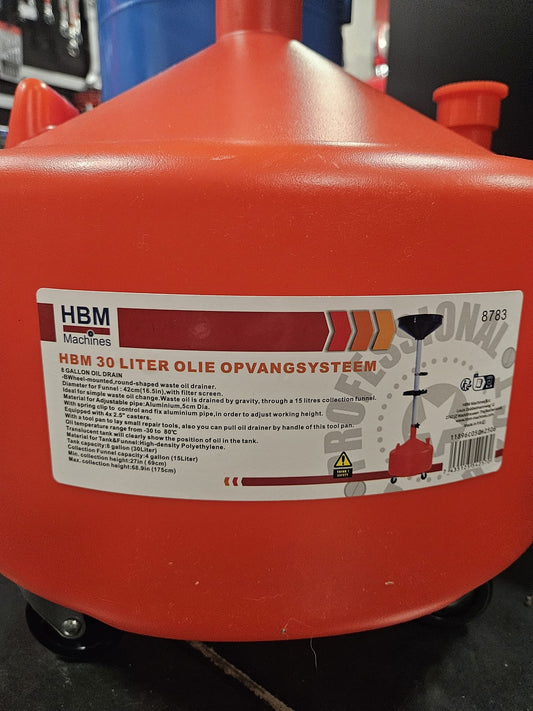 HBM
Machines
8783
HBM 30 LITER OLIE OPVANGSYSTEEM
8 GALLON OIL DRAIN
-8Wheel-mounted,round-shaped waste oil drainer.
Diameter for Funnel : 42cm(16.5in),with filter screen.
Ideal for simple waste oil change.Waste oil is drained by gravity, through a 15 litres collection funnel.
Material for Adjustable pipe:Aluminium,5cm Dia.
With spring clip to control and fix aluminium pipe,in order to adjust working height.
Equipped with 4x 2.5" casters.
With a tool pan to lay small repair tools, also you can pull oil drainer by handle of this tool pan.
Oil temperature range from -30 to 80℃
Translucent tank will clearly show the position of oil in the tank.
Material for Tank&Funnel:High-density Polyethylene.
Tank capacity:8 gallon (30Liter)
Funnel Collection capacity:4 gallon (15Liter)
Min. collection height:27in ( 69cm)
Max. collection height:68.9in (175cm)
PROFESSIONAL
HBM Machines B.V.
THINK !
SAFETY